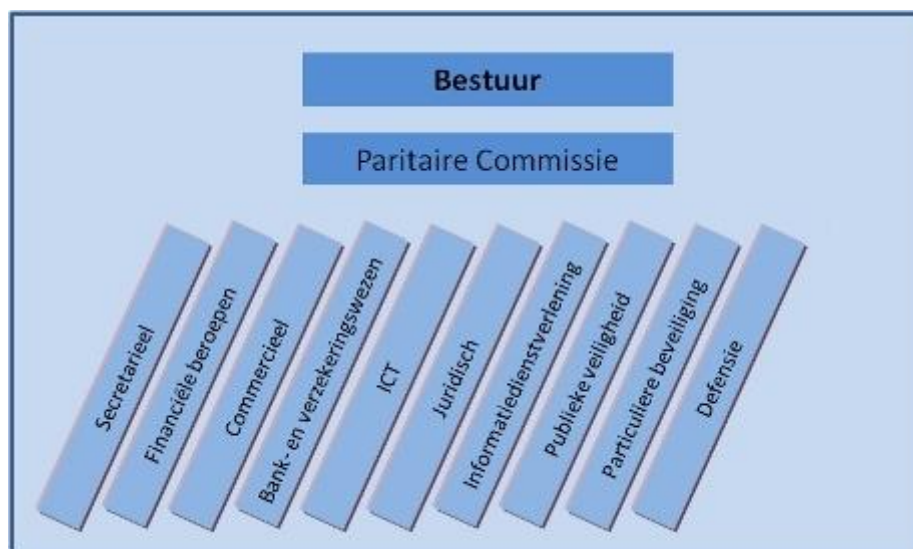 Bestuur
Paritaire Commissie
Secretarieel
Financiële beroepen
Commercieel
Bank- en verzekeringswezen
ICT
Juridisch
Informatiedienstverlening
Publieke veiligheid
Particuliere beveiliging
Defensie